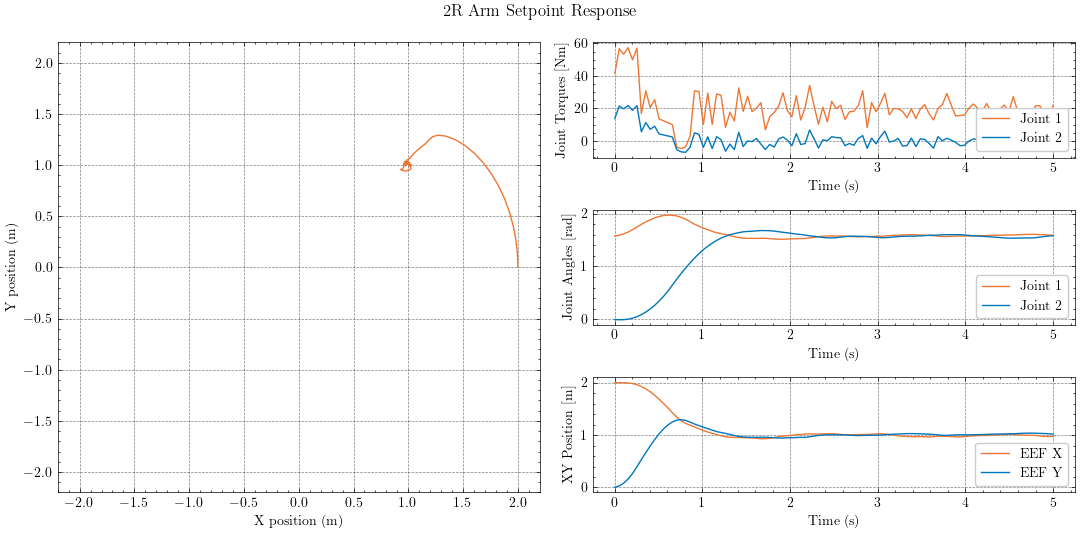 2R Arm Setpoint Response
2.0
1.5
1.0
0.5
0.0
−0.5
−1.0
−1.5
−2.0
Y position (m)
−2.0 −1.5 −1.0 −0.5 0.0 0.5 1.0 1.5 2.0
X position (m)
60
40
20
0
Joint Torques [Nm]
Joint 1
Joint 2
0 1 2 3 4 5
Time (s)
2
1
0
Joint Angles [rad]
Joint 1
Joint 2
0 1 2 3 4 5
Time (s)
2
1
0
XY Position [m]
EEF X
EEF Y
0 1 2 3 4 5
Time (s)